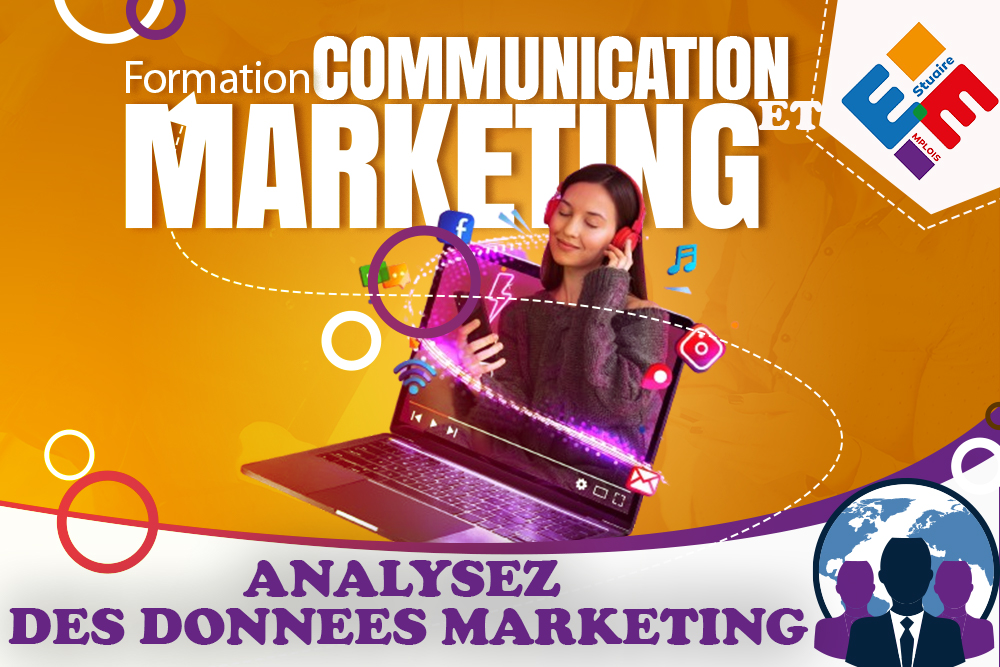 Formation COMMUNICATION
ET
MARKETING
Stuaire
E.E
MPLOIS
f
ANALYSEZ
DES DONNEES MARKETING